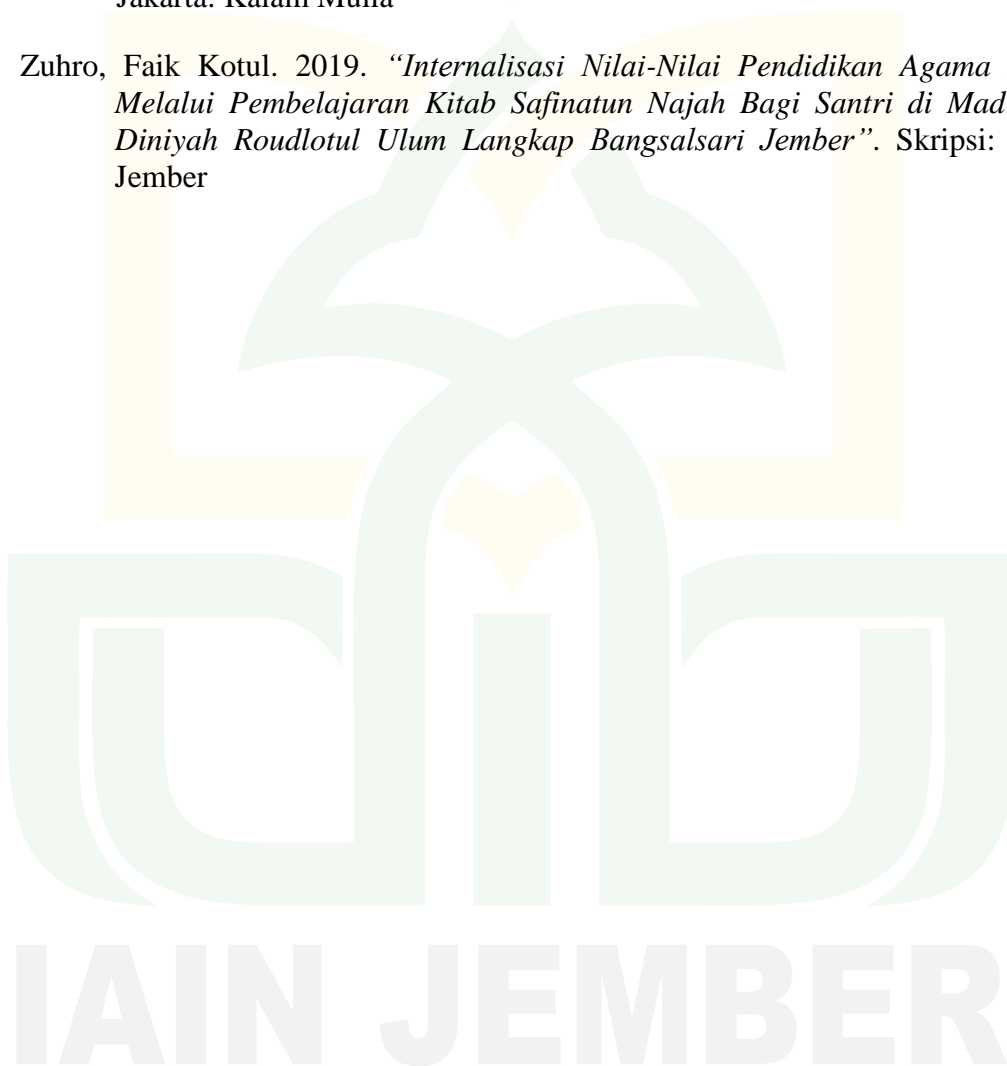 Jakarta: Kalam Mulia
Zuhro, Faik Kotul. 2019. “Internalisasi Nilai-Nilai Pendidikan Agama
Melalui Pembelajaran Kitab Safinatun Najah Bagi Santri di Mad
Diniyah Roudlotul Ulum Langkap Bangsalsari Jember”. Skripsi:
Jember
IAIN JEMBER